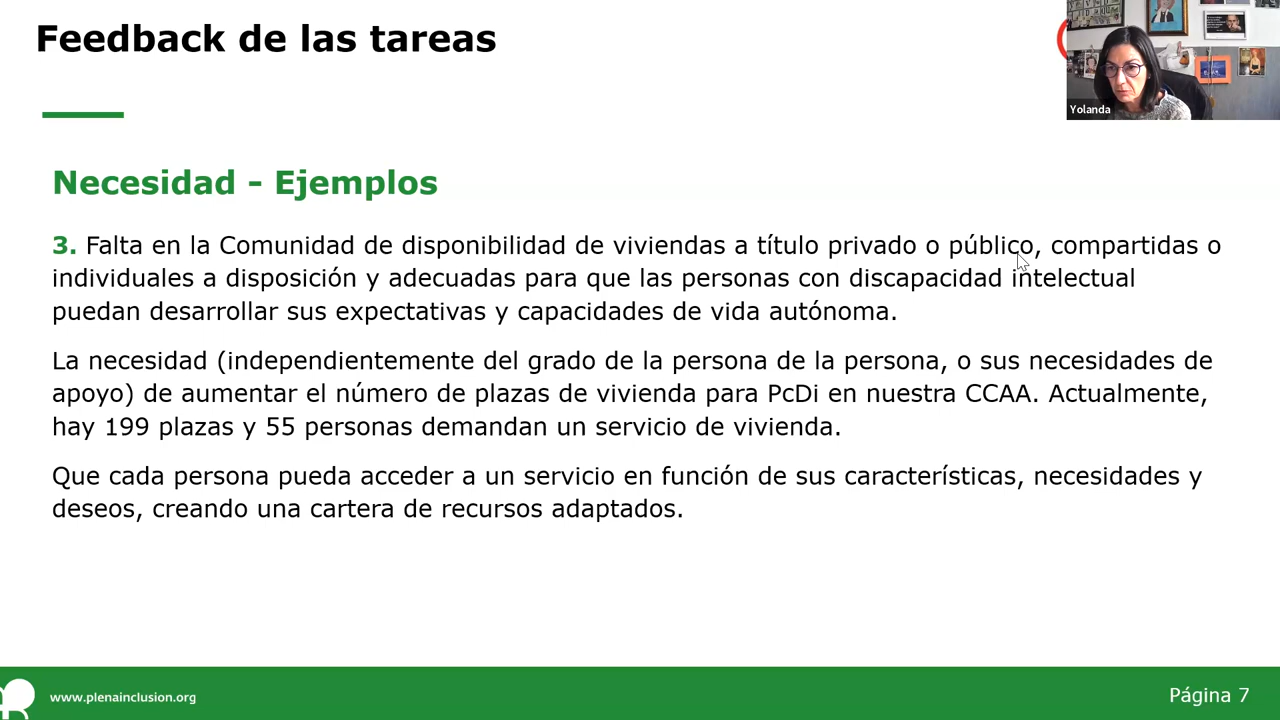 Feedback de las tareas
Yolanda
Necesidad - Ejemplos
3. Falta en la Comunidad de disponibilidad de viviendas a título privado o público, compartidas o
individuales a disposición y adecuadas para que las personas con discapacidad intelectual
puedan desarrollar sus expectativas y capacidades de vida autónoma.
La necesidad (independientemente del grado de la persona de la persona, o sus necesidades de
apoyo) de aumentar el número de plazas de vivienda para PcDi en nuestra CCAA. Actualmente,
hay 199 plazas y 55 personas demandan un servicio de vivienda.
Que cada persona pueda acceder a un servicio en función de sus características, necesidades y
deseos, creando una cartera de recursos adaptados.
www.plenainclusion.org
Página 7